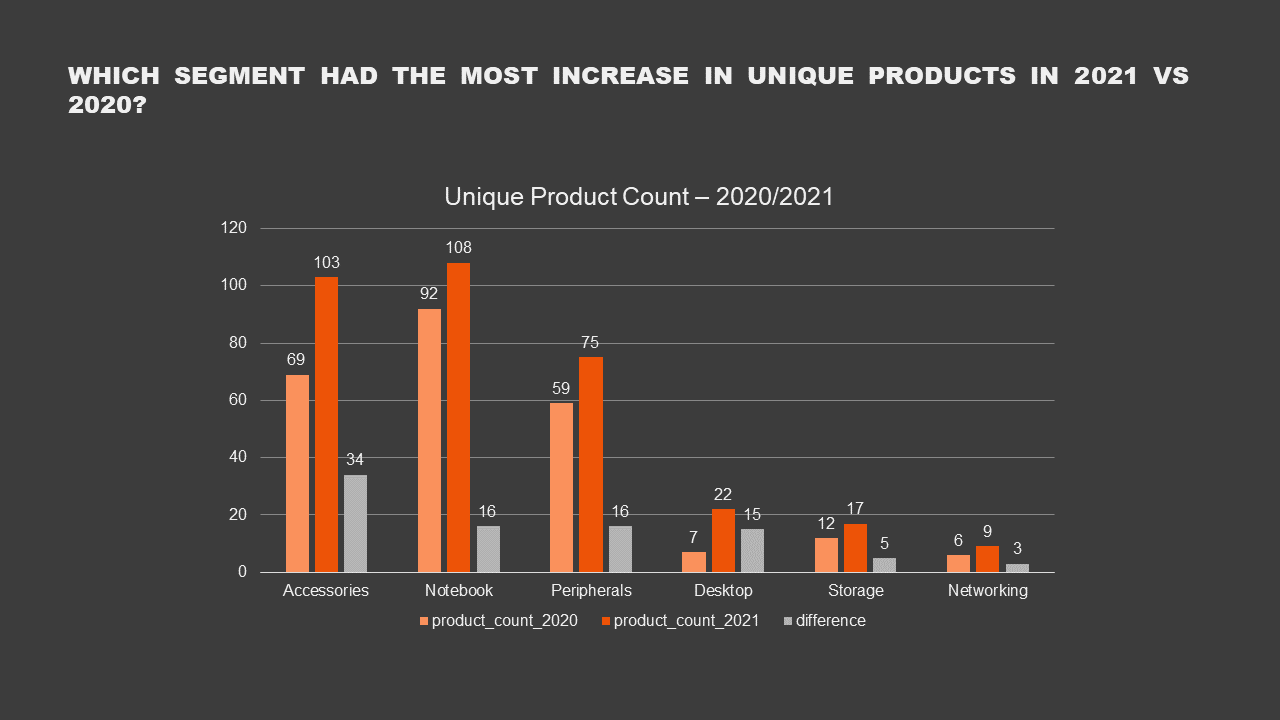 WHICH SEGMENT HAD THE MOST INCREASE IN UNIQUE PRODUCTS IN 2021 VS
2020?
Unique Product Count – 2020/2021
120
100
80
60
40
20
0
69
103
34
92
108
16
59
75
16
7
22
15
12
17
5
6
9
3
Accessories
Notebook
Peripherals
Desktop
Storage
Networking
product_count_2020
product_count_2021
difference